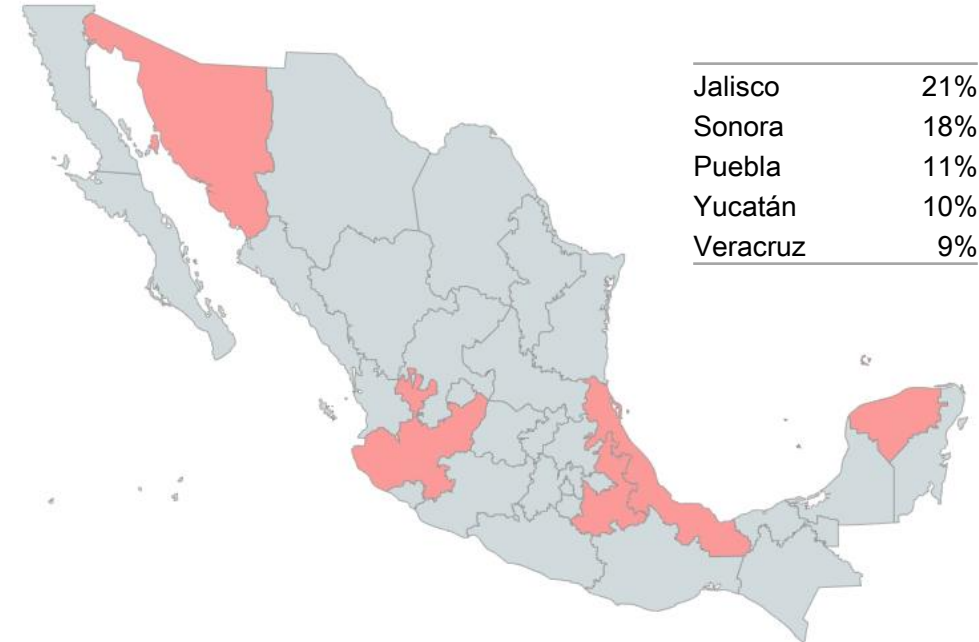 Jalisco 21%
Sonora 18%
Puebla 11%
Yucatán 10%
Veracruz 9%